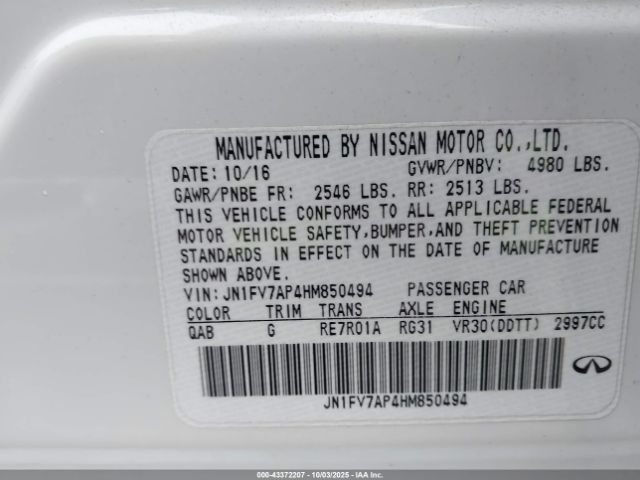 MANUFACTURED BY NISSAN MOTOR CO.,LTD.
DATE: 10/16 GVWR/PNBV: 4980 LBS.
GAWR/PNBE FR: 2546 LBS. RR: 2513 LBS.
THIS VEHICLE CONFORMS TO ALL APPLICABLE FEDERAL
MOTOR VEHICLE SAFETY,BUMPER,AND THEFT PREVENTION
STANDARDS IN EFFECT ON THE DATE OF MANUFACTURE
SHOWN ABOVE.
VIN: JN1FV7AP4HM850494 PASSENGER CAR
COLOR TRIM TRANS AXLE ENGINE
QAB G RE7R01A RG31 VR30(DDTT) 2997CC
JN1FV7AP4HM850494
000-43372207 - 10/03/2025 - IAA Inc.